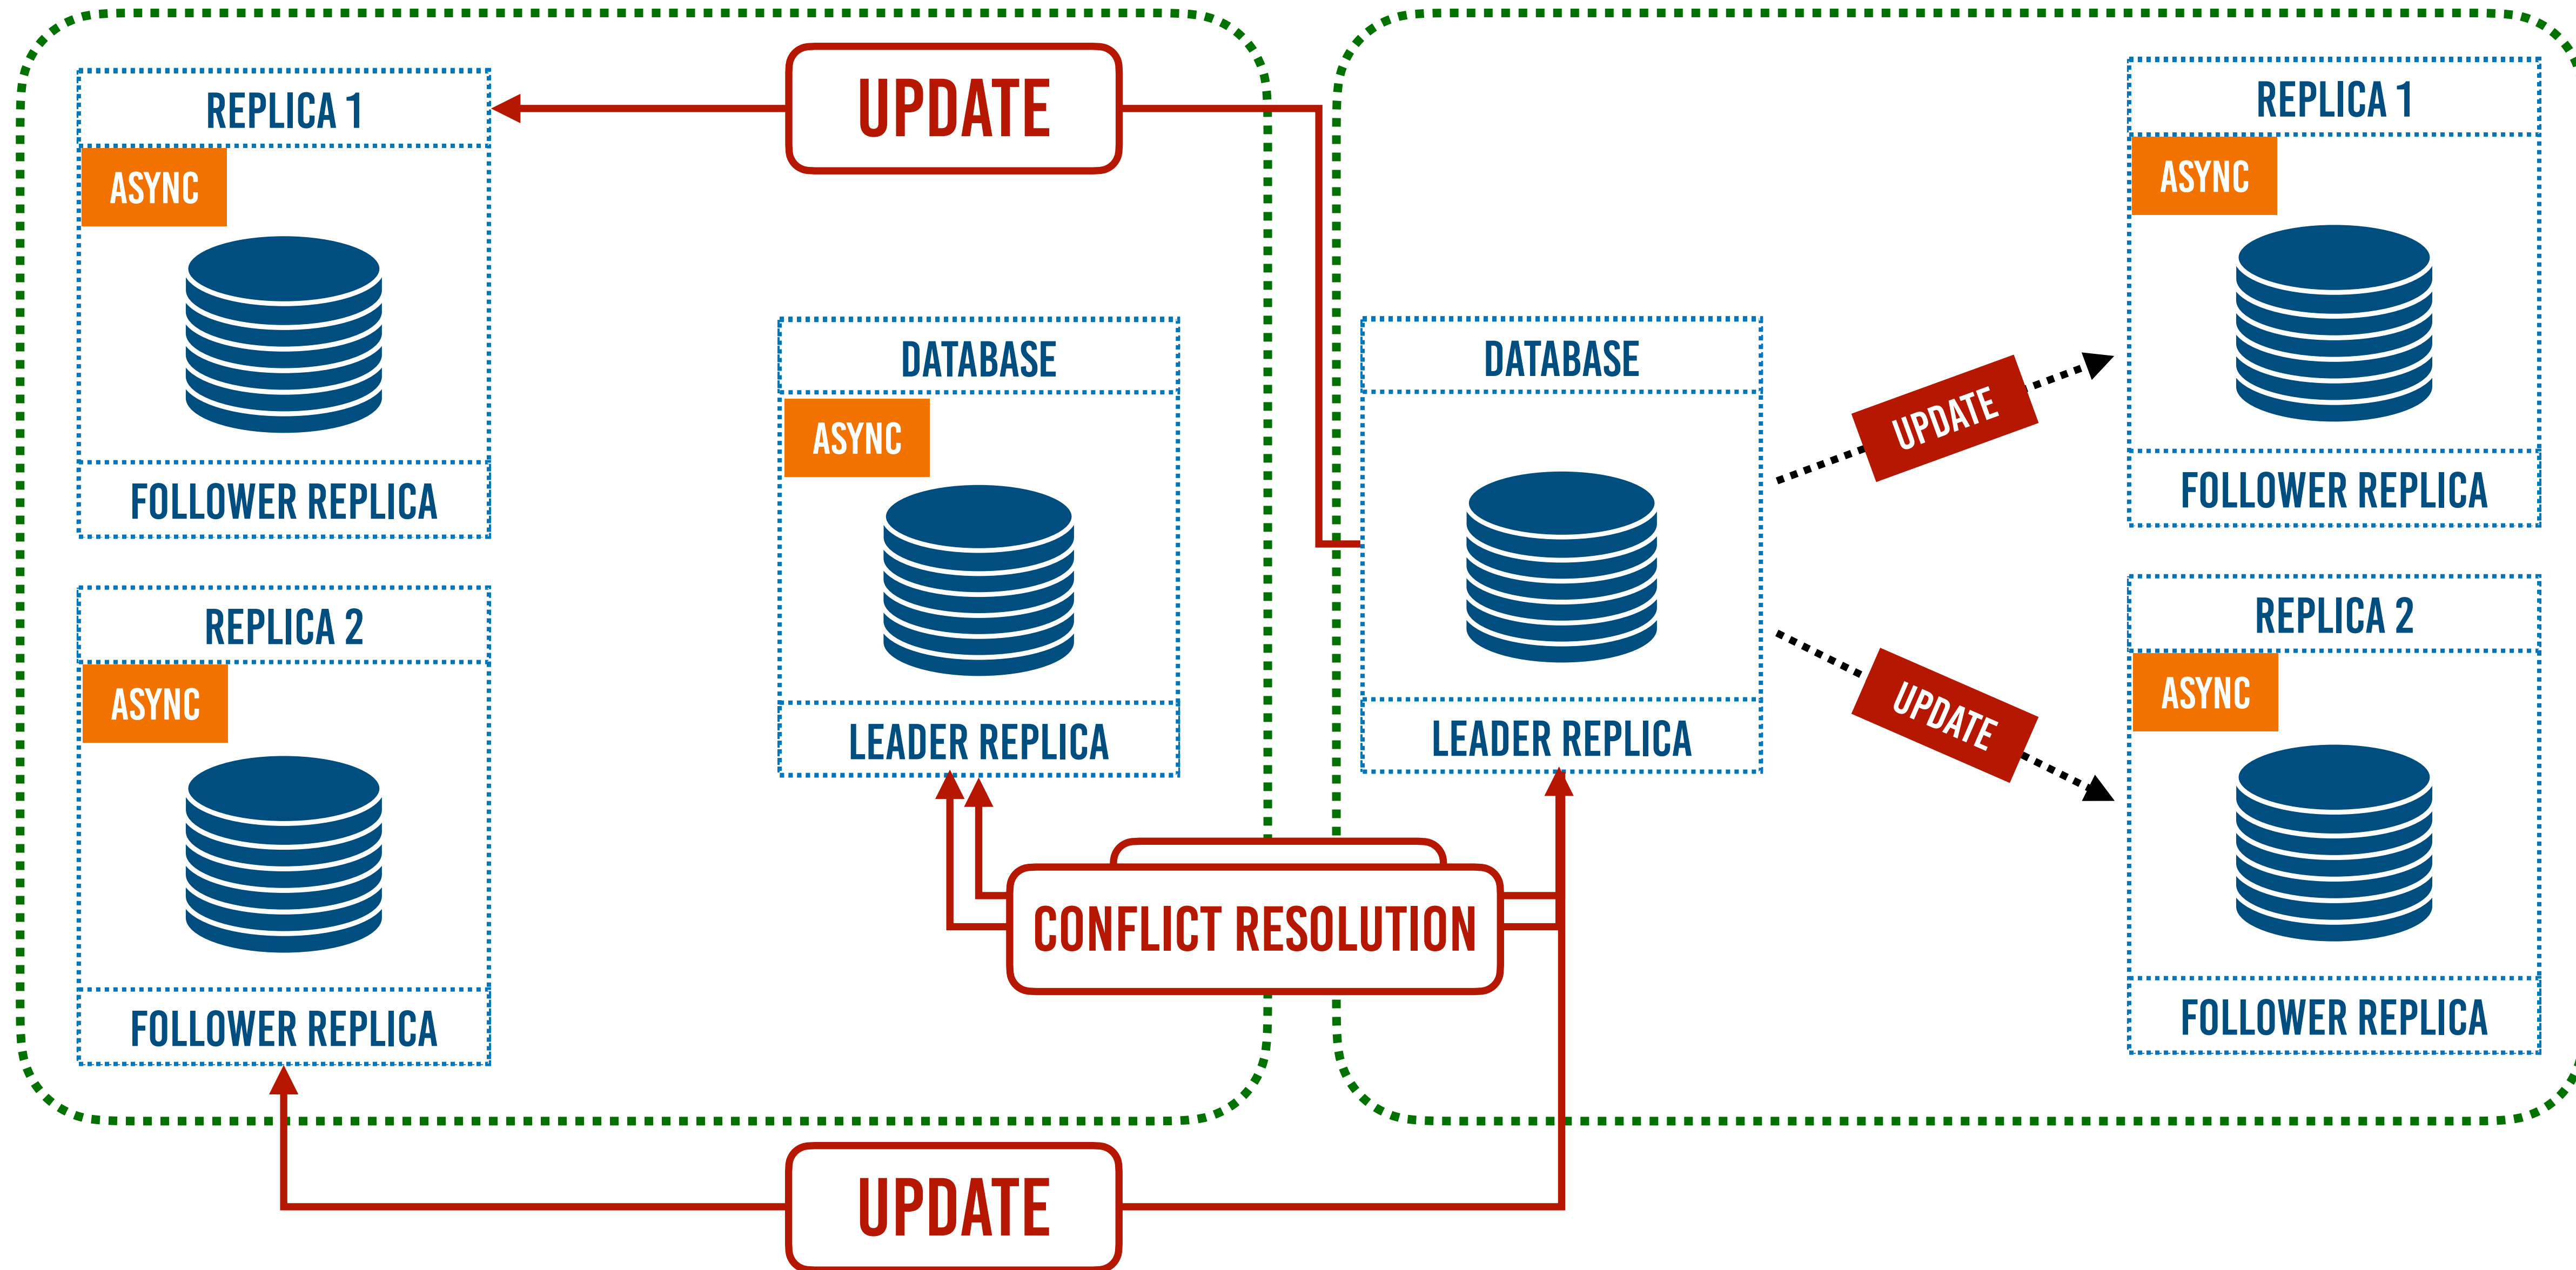 UPDATE
REPLICA 1
ASYNC
FOLLOWER REPLICA
REPLICA 2
ASYNC
FOLLOWER REPLICA
DATABASE
ASYNC
LEADER REPLICA
DATABASE
LEADER REPLICA
CONFLICT RESOLUTION
UPDATE
UPDATE
REPLICA 1
ASYNC
FOLLOWER REPLICA
REPLICA 2
ASYNC
FOLLOWER REPLICA
UPDATE